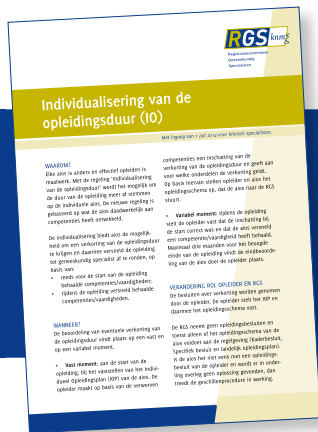 RGS knmg
Registratiecommissie
Geneeskundig
Specialisten
Individualisering van de
opleidingsduur (IO)
Met ingang van 1 juli 2014 voor klinisch specialisten.
WAAROM?
Elke aios is anders en effectief opleiden is
maatwerk. Met de regeling 'Individualisering
van de opleidingsduur' wordt het mogelijk om
de duur van de opleiding meer af stemmen
op de individuele aios. De nieuwe regeling is
gebaseerd op wat de aios daadwerkelijk aan
competenties heeft ontwikkeld.
De individualisering biedt aios de mogelijk-
heid om een verkorting van de opleidingsduur
te krijgen en daarmee versneld de opleiding
tot geneeskundig specialist af te ronden, op
basis van:
• reeds voor de start van de opleiding
behaalde competenties/vaardigheden;
• tijdens de opleiding versneld behaalde
competenties/vaardigheden.
WANNEER?
De beoordeling van eventuele verkorting van
de opleidingsduur vindt plaats op een vast en
op een variabel moment.
• Vast moment: aan de start van de
opleiding, bij het vaststellen van het indivi-
dueel Opleidingsplan (IOP) van de aios. De
opleider maakt op basis van de verworven
competenties een inschatting van de
verkorting van de opleidingsduur en geeft aan
voor welke onderdelen de verkorting geldt.
Op basis hiervan stellen opleider en aios het
opleidingsschema op, dat de aios naar de RGS
stuurt.
• Variabel moment: tijdens de opleiding
stelt de opleider vast dat de inschatting bij
de start correct was en dat de aios versneld
een competentie/vaardigheid heeft behaald.
Maximaal drie maanden voor het beoogde
einde van de opleiding vindt de eindbeoorde-
ling van de aios door de opleider plaats.
VERANDERING ROL OPLEIDER EN RGS
De besluiten over verkorting worden genomen
door de opleider. De opleider stelt het IOP en
daarmee het opleidingsschema vast.
De RGS neemt geen opleidingsbesluiten en
toetst alleen of het opleidingsschema van de
aios voldoet aan de regelgeving (Kaderbesluit,
Specifiek besluit en landelijk opleidingsplan).
Is de aios het niet eens met een opleidings-
besluit van de opleider en wordt er in onder-
ling overleg geen oplossing gevonden, dan
treedt de geschillenprocedure in werking.